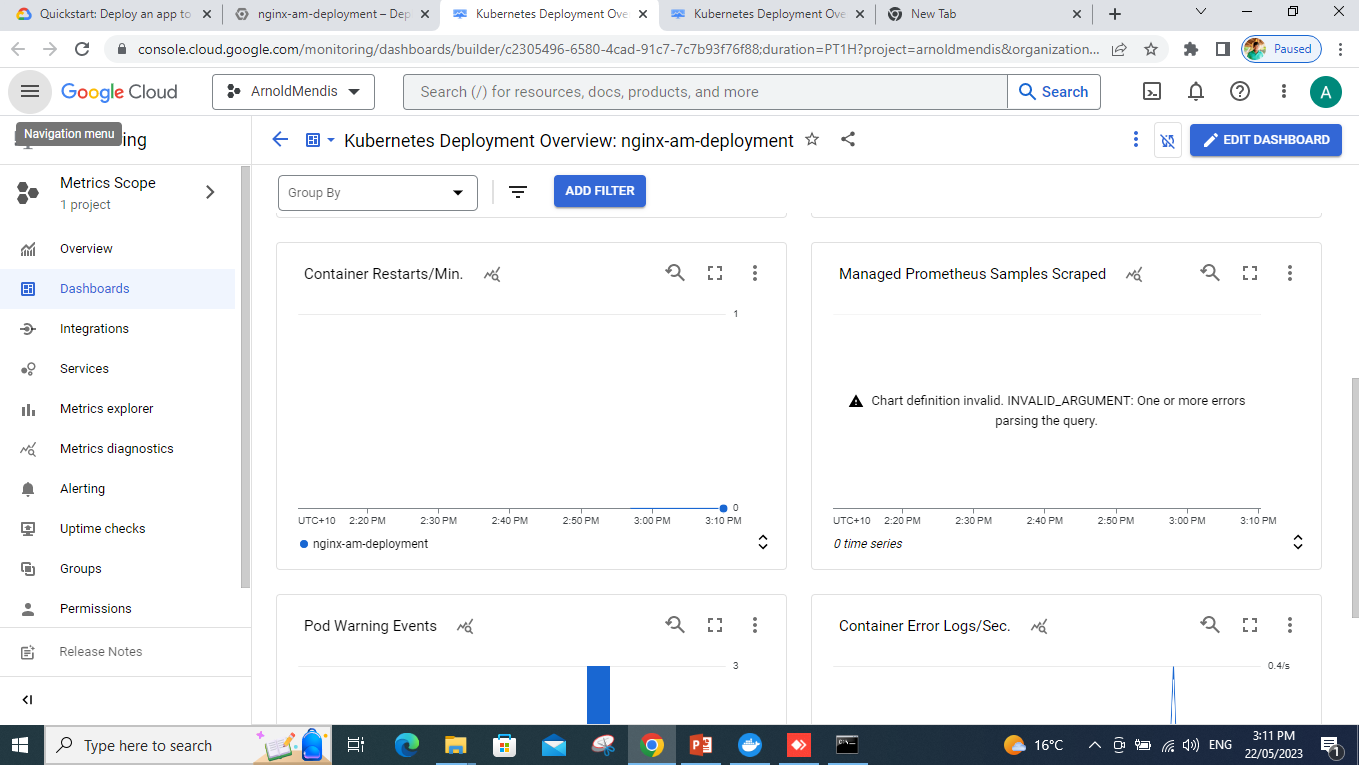 Quickstart: Deploy an app to
nginx-am-deployment – Dep
Kubernetes Deployment Ove
Kubernetes Deployment Ove
New Tab
console.cloud.google.com/monitoring/dashboards/builder/c2305496-6580-4cad-91c7-7c7b93f76f88;duration=PT1H?project=arnoldmendis&organization...
Paused
Google Cloud
ArnoldMendis
Search (/) for resources, docs, products, and more
Search
A
Navigation menu
ing
Kubernetes Deployment Overview: nginx-am-deployment
EDIT DASHBOARD
Metrics Scope
1 project
Group By
ADD FILTER
Overview
Dashboards
Integrations
Services
Metrics explorer
Metrics diagnostics
Alerting
Uptime checks
Groups
Permissions
Release Notes
Container Restarts/Min.
1
0
UTC+10 2:20 PM 2:30 PM 2:40 PM 2:50 PM 3:00 PM 3:10 PM
nginx-am-deployment
Managed Prometheus Samples Scraped
Chart definition invalid. INVALID_ARGUMENT: One or more errors
parsing the query.
UTC+10 2:20 PM 2:30 PM 2:40 PM 2:50 PM 3:00 PM 3:10 PM
0 time series
Pod Warning Events
3
Container Error Logs/Sec.
0.4/s
Type here to search
16°C
ENG
3:11 PM
22/05/2023
1